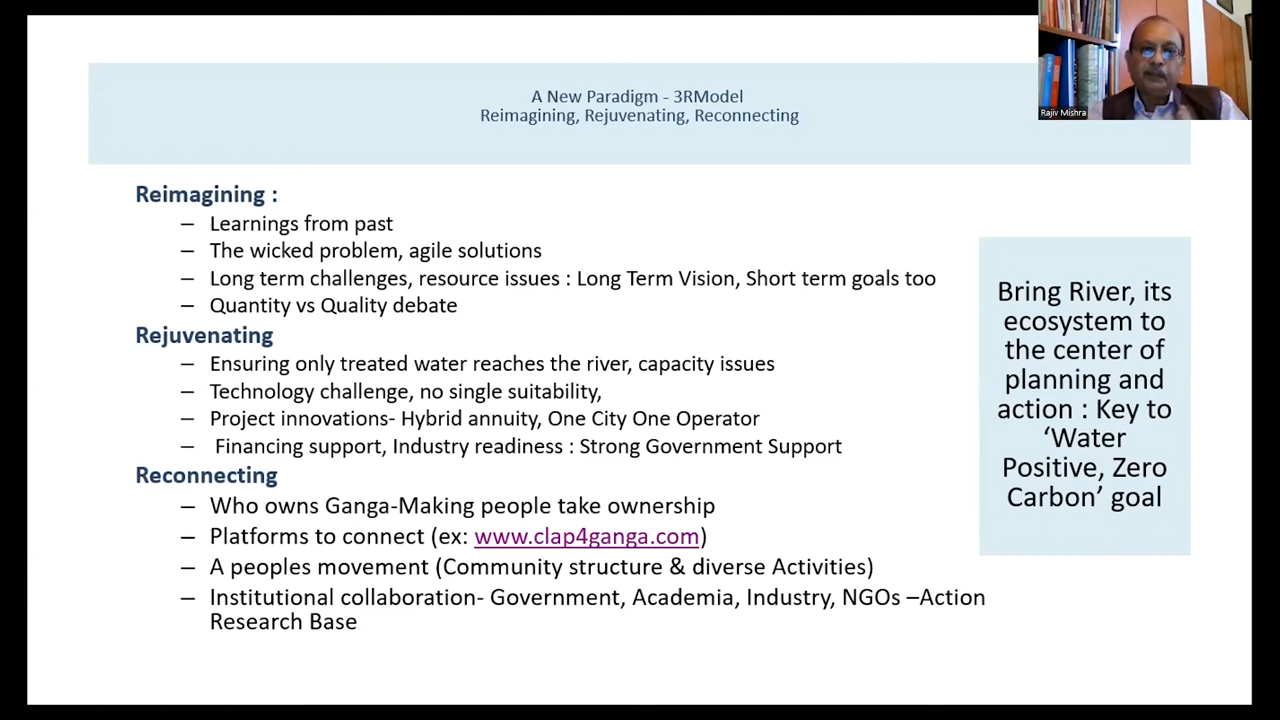 A New Paradigm - 3RModel
Reimagining, Rejuvenating, Reconnecting
Rajiv Mishra
Reimagining :
– Learnings from past
– The wicked problem, agile solutions
– Long term challenges, resource issues : Long Term Vision, Short term goals too
– Quantity vs Quality debate
Rejuvenating
– Ensuring only treated water reaches the river, capacity issues
– Technology challenge, no single suitability,
– Project innovations- Hybrid annuity, One City One Operator
– Financing support, Industry readiness : Strong Government Support
Reconnecting
– Who owns Ganga-Making people take ownership
– Platforms to connect (ex: www.clap4ganga.com)
– A peoples movement (Community structure & diverse Activities)
– Institutional collaboration- Government, Academia, Industry, NGOs –Action
Research Base
Bring River, its
ecosystem to
the center of
planning and
action : Key to
‘Water
Positive, Zero
Carbon’ goal